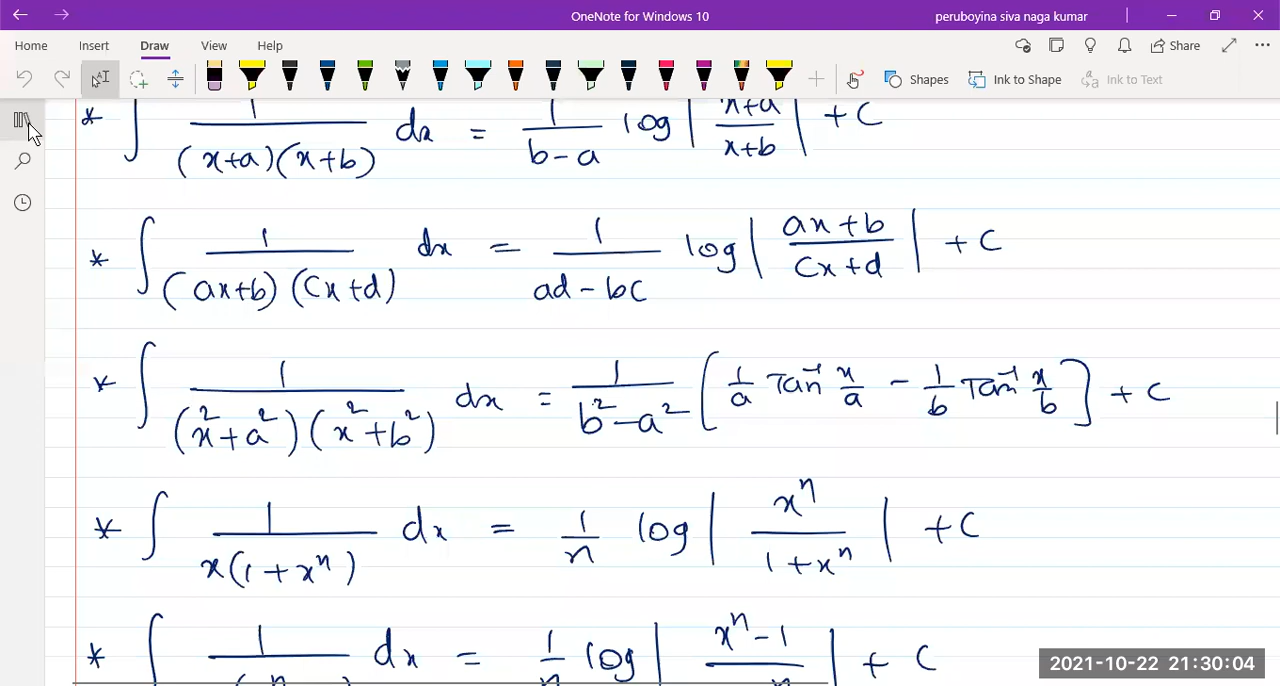 OneNote for Windows 10
peruboyina siva naga kumar
Home Insert Draw View Help
Share
Shapes Ink to Shape Ink to Text
* ∫ 1/((x+a)(x+b)) dx = 1/(b-a) log|(x+a)/(x+b)| + C
* ∫ 1/((ax+b)(cx+d)) dx = 1/(ad-bc) log|(ax+b)/(cx+d)| + C
* ∫ 1/((x²+a²)(x²+b²)) dx = 1/(b²-a²) [1/a Tan⁻¹ x/a - 1/b Tan⁻¹ x/b] + C
* ∫ 1/(x(1+xⁿ)) dx = 1/n log|xⁿ/(1+xⁿ)| + C
* ∫ 1 dx = 1/n log| xⁿ-1 | + C
2021-10-22 21:30:04